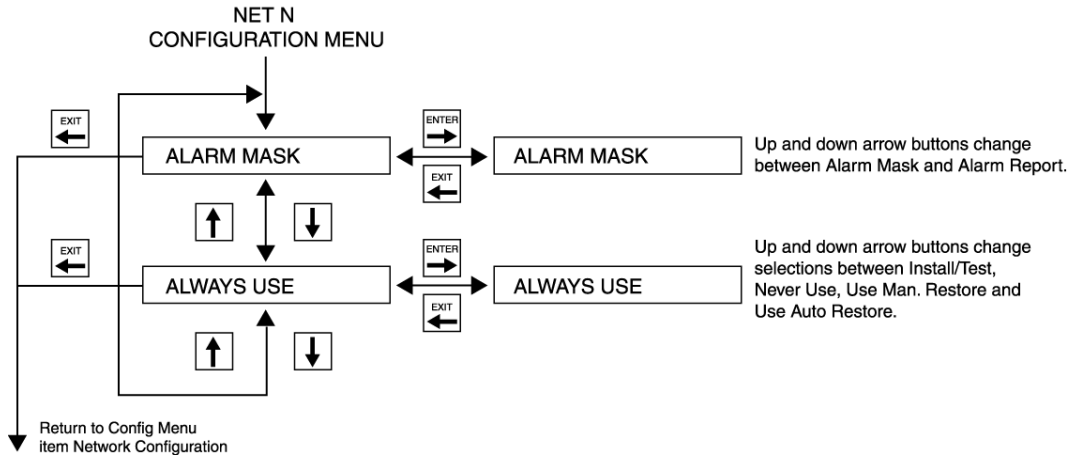 NET N
CONFIGURATION MENU
EXIT
ALARM MASK
ENTER
EXIT
ALARM MASK
Up and down arrow buttons change
between Alarm Mask and Alarm Report.
EXIT
ALWAYS USE
ENTER
EXIT
ALWAYS USE
Up and down arrow buttons change
selections between Install/Test,
Never Use, Use Man. Restore and
Use Auto Restore.
Return to Config Menu
item Network Configuration